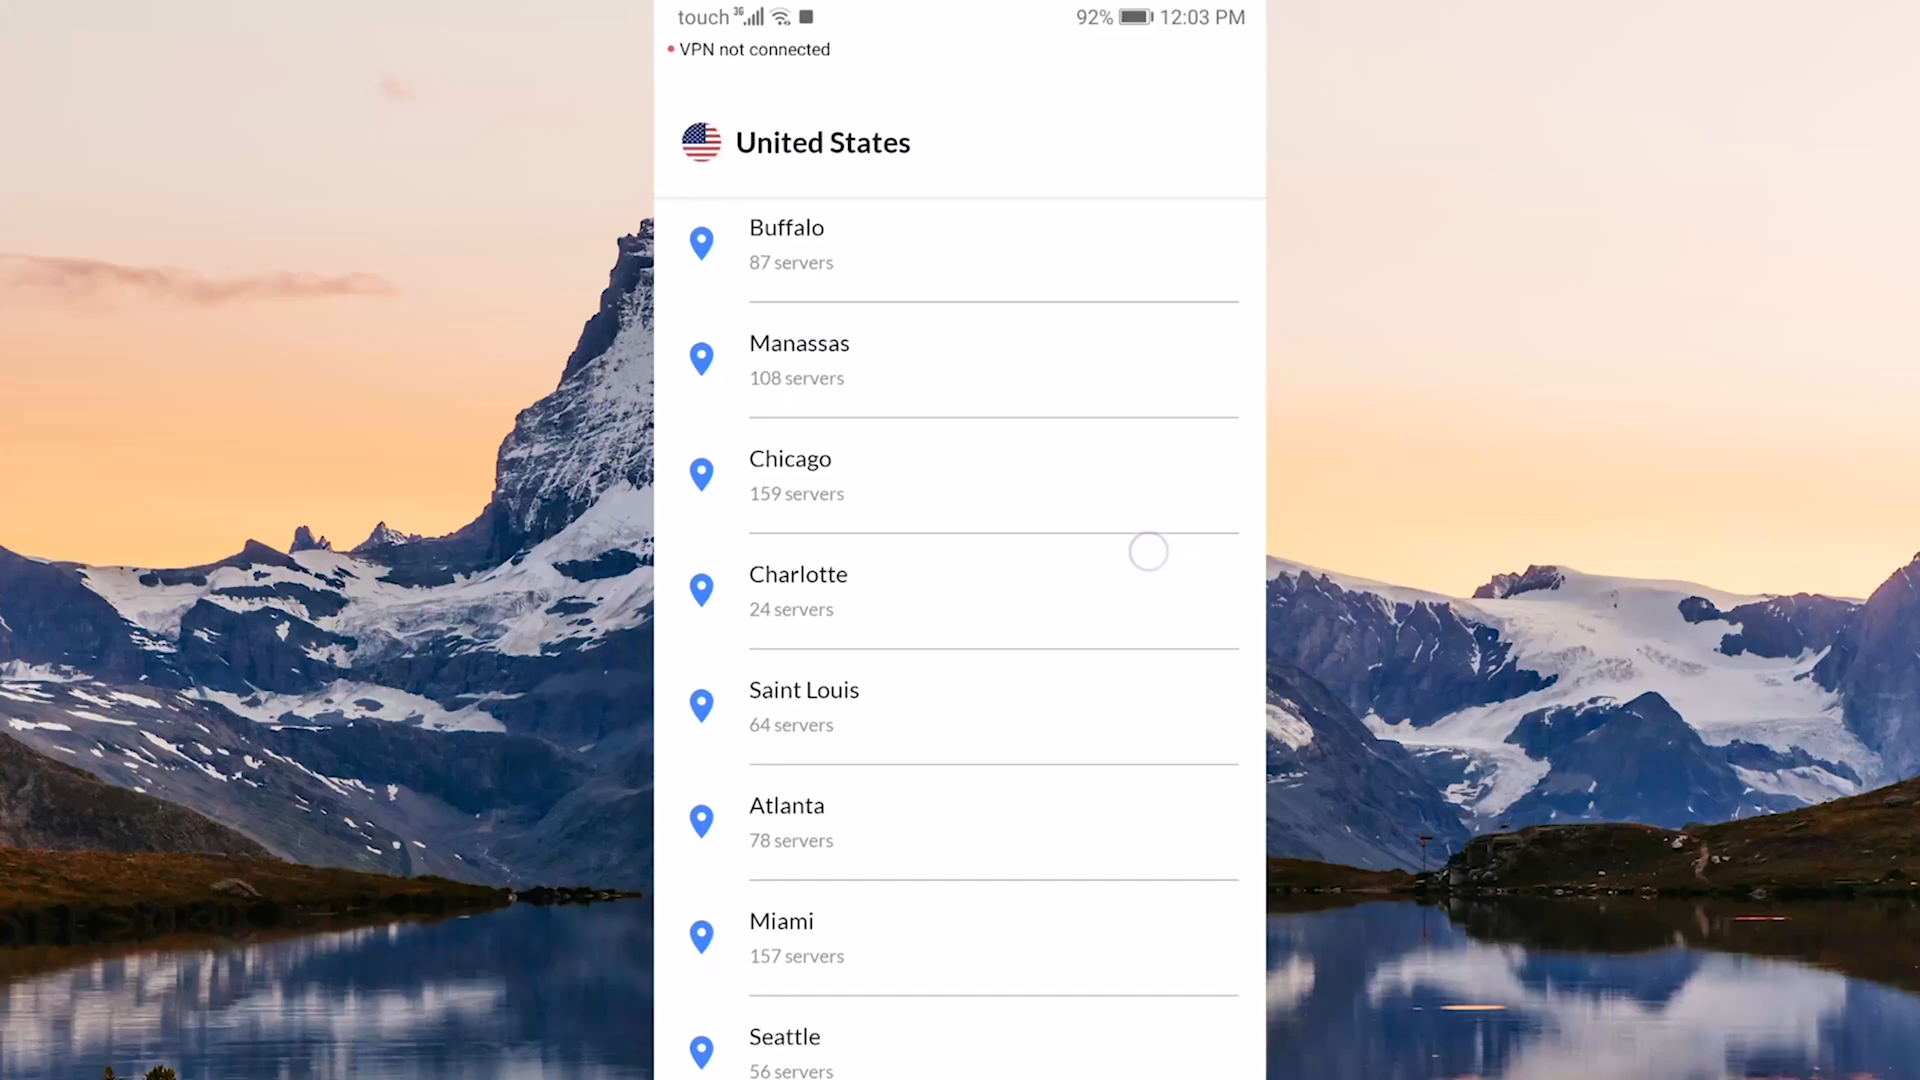 touch 3G 92% 12:03 PM
VPN not connected
United States
Buffalo
87 servers
Manassas
108 servers
Chicago
159 servers
Charlotte
24 servers
Saint Louis
64 servers
Atlanta
78 servers
Miami
157 servers
Seattle
56 servers